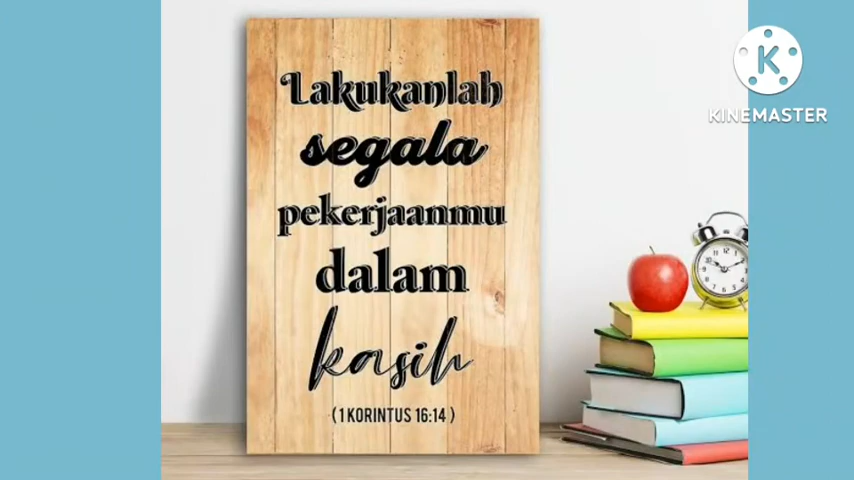 Lakukanlah
segala
pekerjaanmu
dalam
kasih
( 1 KORINTUS 16:14 )
K
KINEMASTER